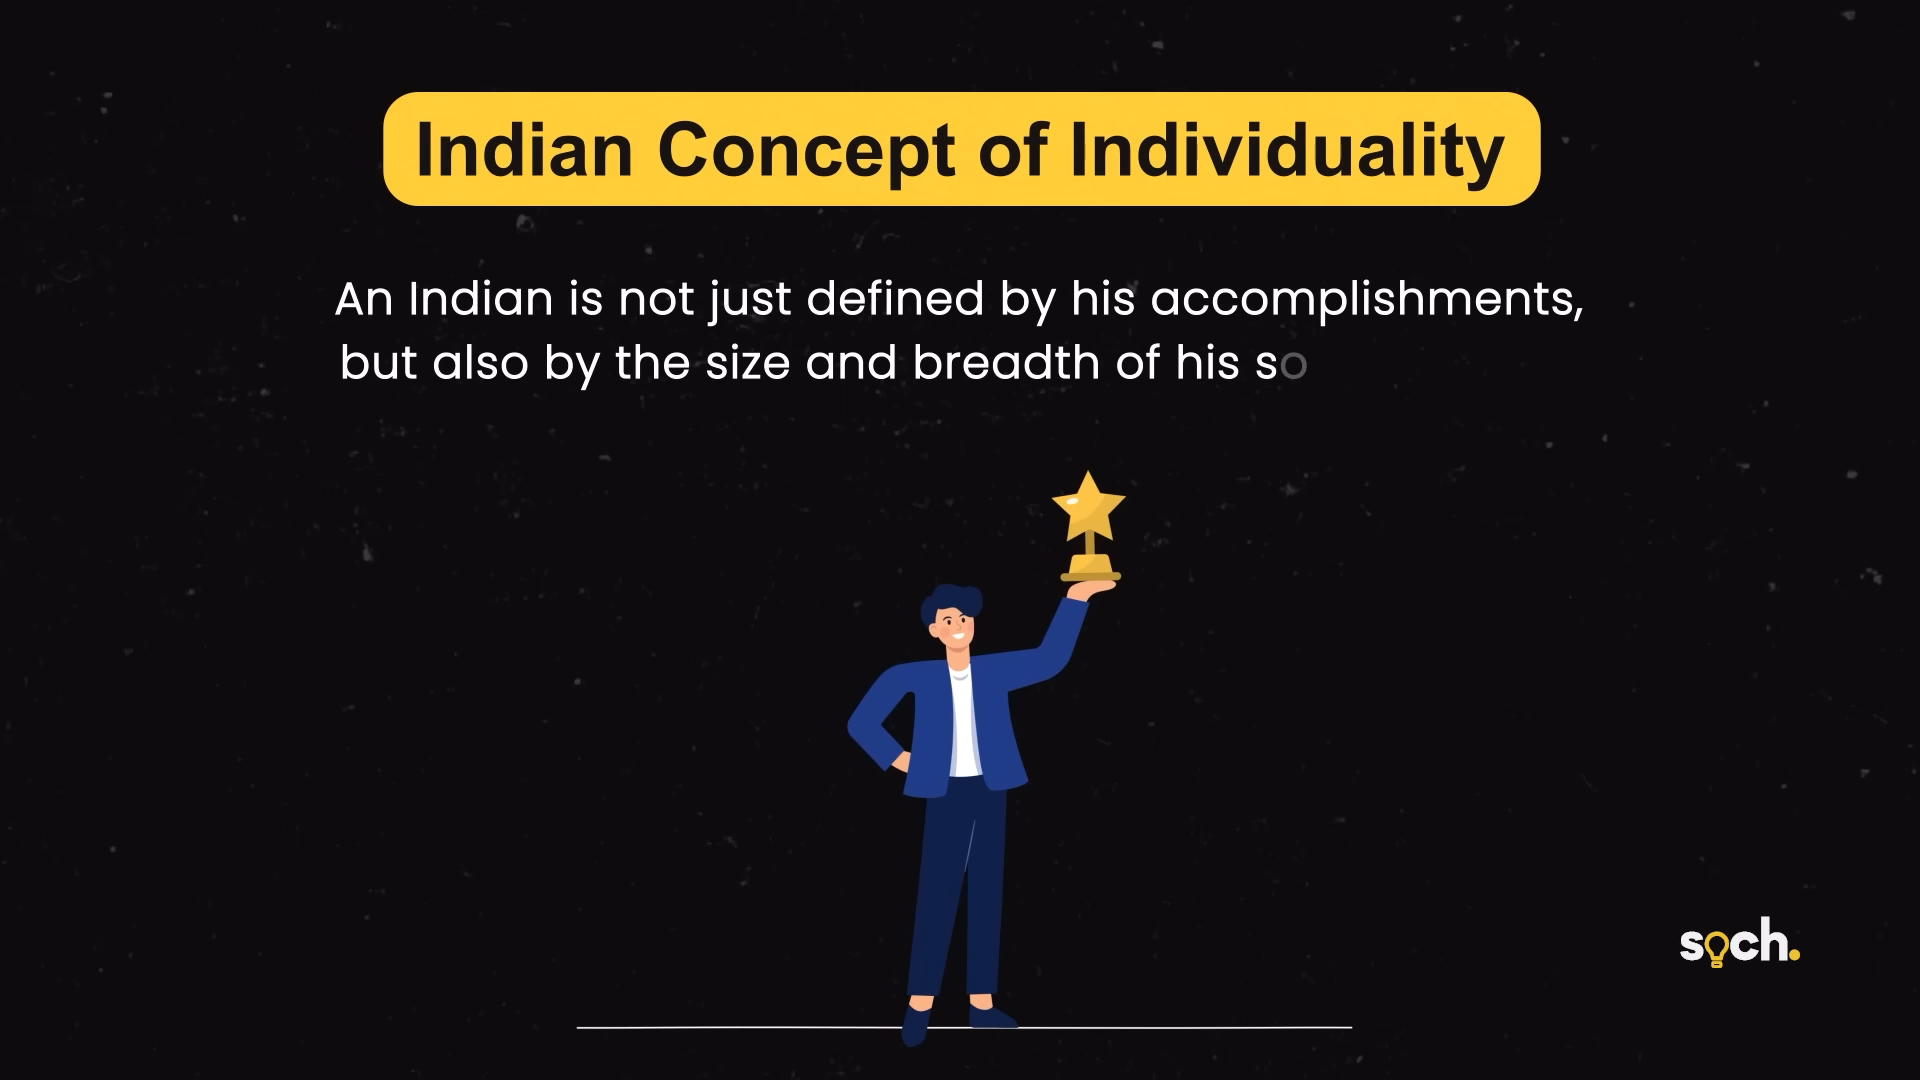 Indian Concept of Individuality
An Indian is not just defined by his accomplishments,
but also by the size and breadth of his so
soch.